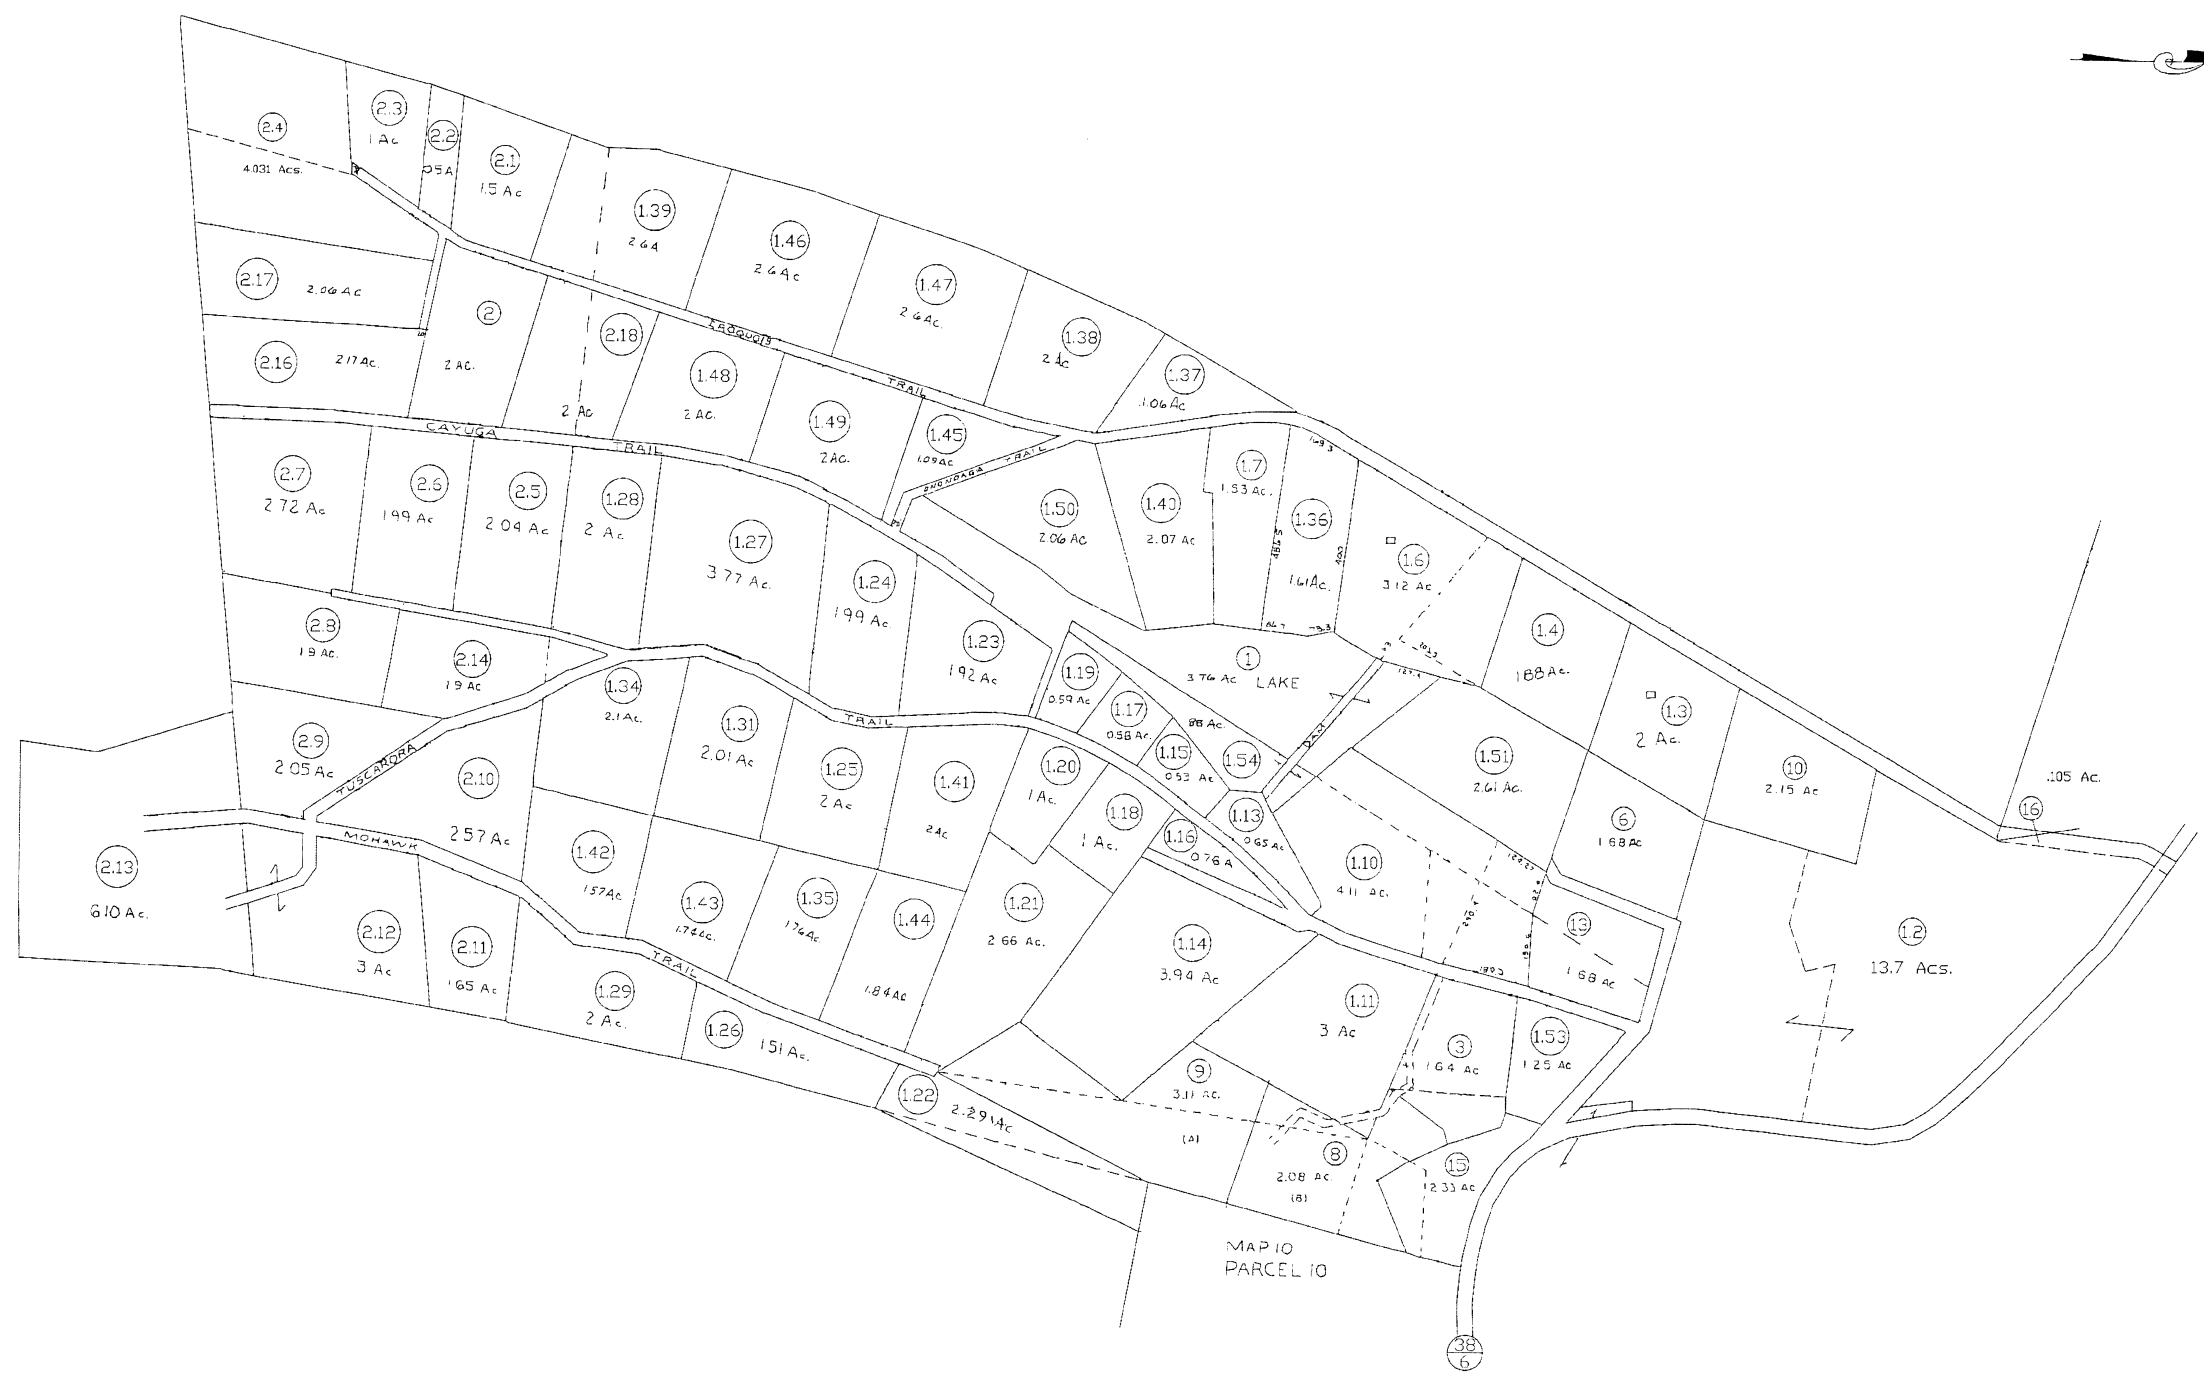 2.4
4.031 Acs.
2.3
1 Ac
2.2
05 A
2.1
1.5 Ac
1.39
2 6 A
1.46
2.6 Ac
1.47
2 6 Ac.
1.38
2 Ac
1.37
1.06 Ac
2.17
2.06 AC
2
2 AC.
2.18
2 Ac
2.16
2.17 Ac.
1.48
2 AC.
1.49
2 AC.
1.45
1.09 AC
TRAIL
CAYUGA
TRAIL
ONONDAGA TRAIL
2.7
2 72 Ac
2.6
1 99 Ac
2.5
2 04 Ac
1.28
2 Ac
1.27
3 77 Ac.
1.24
1 99 Ac.
1.23
1 92 Ac
1.50
2.06 AC
1.40
2.07 Ac
1.7
1.53 Ac.
169.3
1.36
484.5
400
1.61 Ac.
1.6
3.12 Ac
1.4
1 88 Ac.
1.3
2 Ac.
10
2.15 Ac
.105 Ac.
16
1
3 76 Ac
LAKE
DAM
79.3
2.8
1 9 AC.
2.14
1 9 Ac
1.34
2.1 Ac.
1.31
2.01 Ac
1.25
2 Ac
1.41
2 Ac
TRAIL
1.19
0.59 Ac
1.17
0.58 Ac.
1.15
0.53 Ac
88 Ac.
1.54
1.20
1 Ac.
1.18
1 Ac.
1.16
0.76 A
1.13
0.65 Ac
1.51
2.61 Ac.
6
1 68 Ac
2.9
2 05 Ac
TUSCARORA
2.10
2 57 Ac
MOHAWK
TRAIL
2.13
6.10 Ac.
2.12
3 Ac
2.11
1 65 Ac
1.42
1 57 Ac
1.43
1.74 Ac.
1.35
1.76 Ac.
1.44
1.84 AC
1.21
2 66 Ac.
1.14
3.94 Ac
1.10
4.11 AC.
13
1 68 Ac
1.2
13.7 Acs.
1.29
2 Ac.
1.26
1 51 Ac.
1.22
2.291 Ac
1.11
3 Ac
3
1 64 Ac
1.53
1.25 AC
9
3.11 AC.
(A)
8
2.08 AC.
(B)
15
2.33 AC
MAP 10
PARCEL 10
38
6